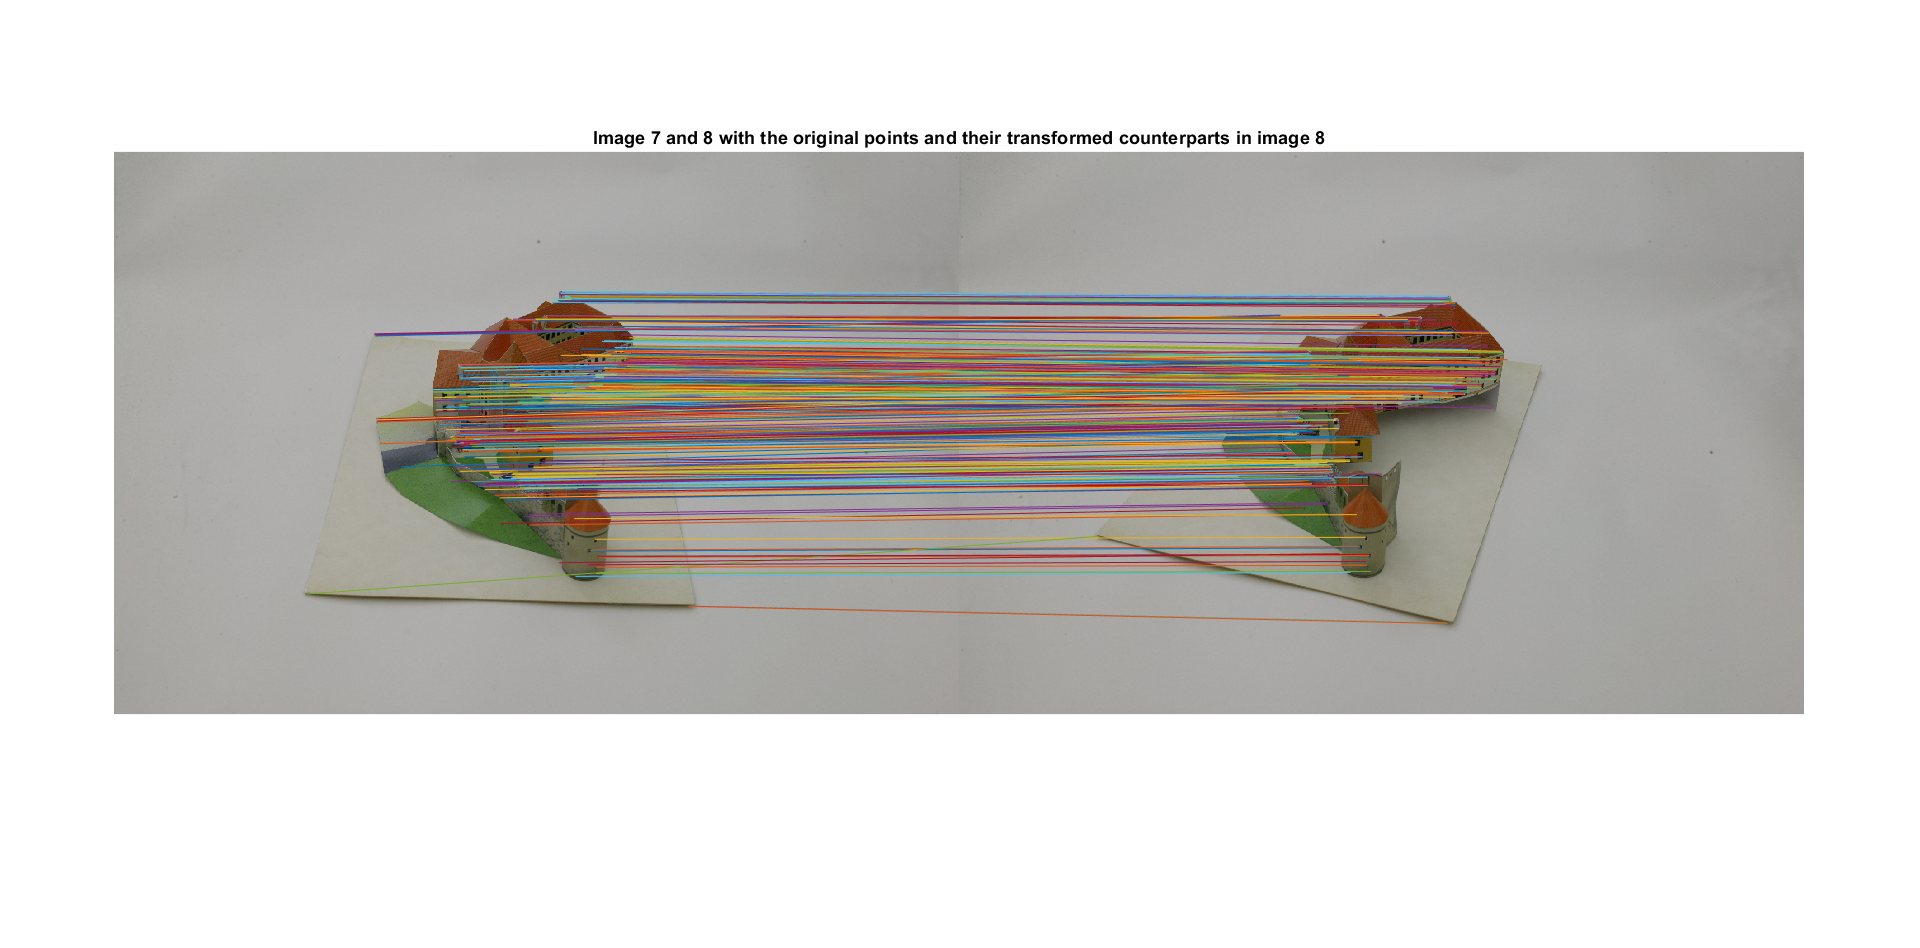 Image 7 and 8 with the original points and their transformed counterparts in image 8